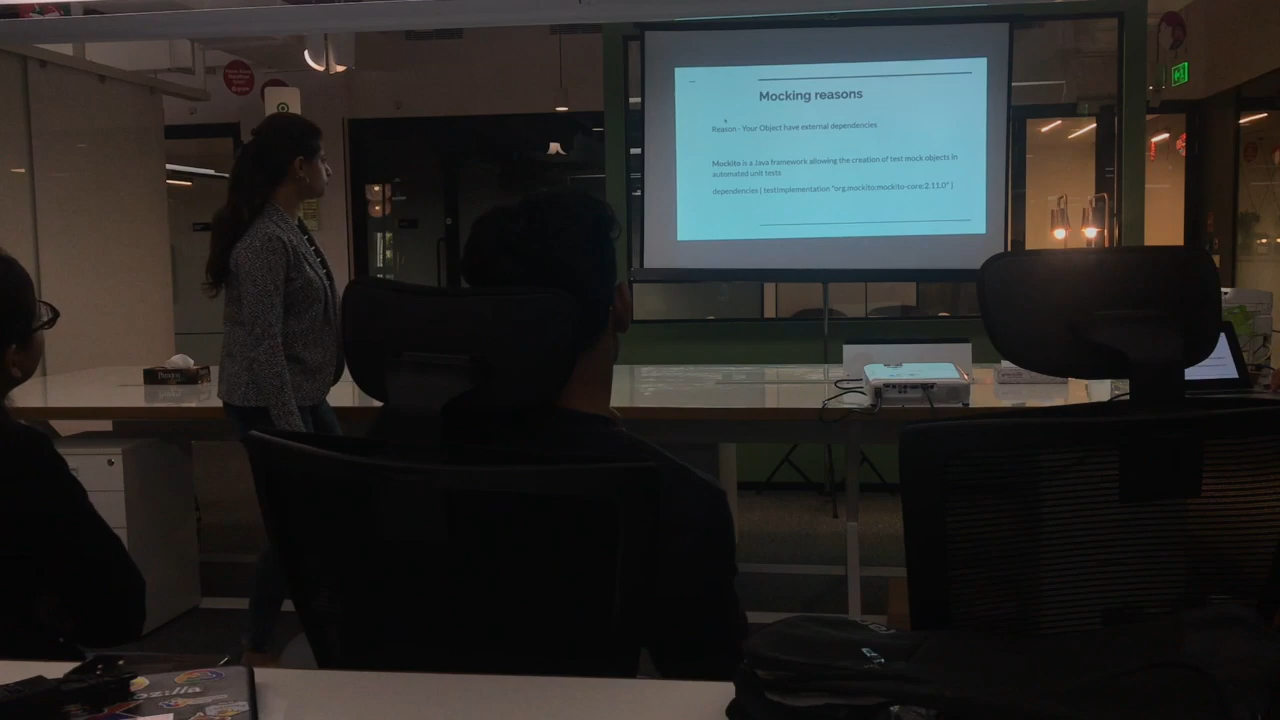 Mocking reasons
Reason - Your Object have external dependencies
Mockito is a Java framework allowing the creation of test mock objects in
automated unit tests
dependencies { testImplementation "org.mockito:mockito-core:2.11.0" }